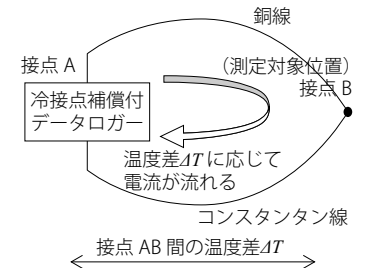 銅線
接点 A
（測定対象位置）
接点 B
冷接点補償付
データロガー
温度差ΔTに応じて
電流が流れる
コンスタンタン線
接点 AB 間の温度差ΔT